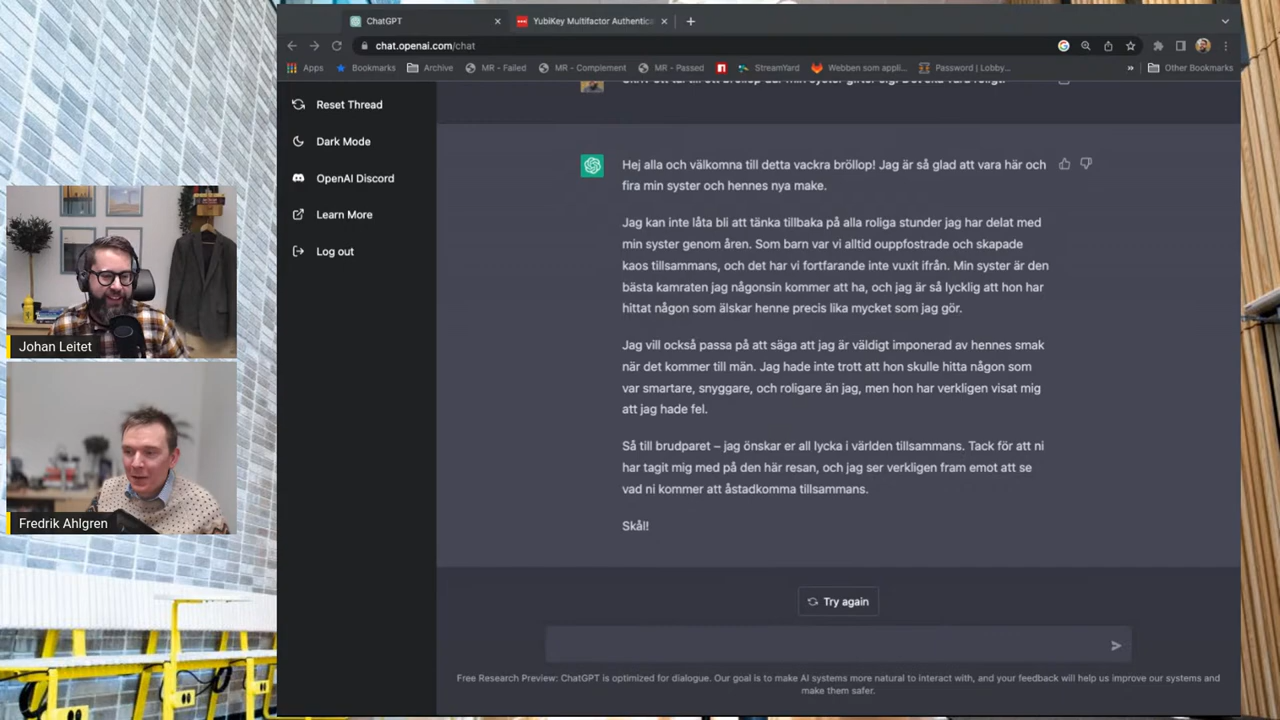 ChatGPT
YubiKey Multifactor Authentica
chat.openai.com/chat
Apps
Bookmarks
Archive
MR - Failed
MR - Complement
MR - Passed
StreamYard
Webben som appli...
Password | Lobby...
»
Other Bookmarks
Reset Thread
Dark Mode
OpenAI Discord
Learn More
Log out
Hej alla och välkomna till detta vackra bröllop! Jag är så glad att vara här och
fira min syster och hennes nya make.
Jag kan inte låta bli att tänka tillbaka på alla roliga stunder jag har delat med
min syster genom åren. Som barn var vi alltid ouppfostrade och skapade
kaos tillsammans, och det har vi fortfarande inte vuxit ifrån. Min syster är den
bästa kamraten jag någonsin kommer att ha, och jag är så lycklig att hon har
hittat någon som älskar henne precis lika mycket som jag gör.
Jag vill också passa på att säga att jag är väldigt imponerad av hennes smak
när det kommer till män. Jag hade inte trott att hon skulle hitta någon som
var smartare, snyggare, och roligare än jag, men hon har verkligen visat mig
att jag hade fel.
Så till brudparet – jag önskar er all lycka i världen tillsammans. Tack för att ni
har tagit mig med på den här resan, och jag ser verkligen fram emot att se
vad ni kommer att åstadkomma tillsammans.
Skål!
Try again
Free Research Preview: ChatGPT is optimized for dialogue. Our goal is to make AI systems more natural to interact with, and your feedback will help us improve our systems and
make them safer.
Johan Leitet
Fredrik Ahlgren